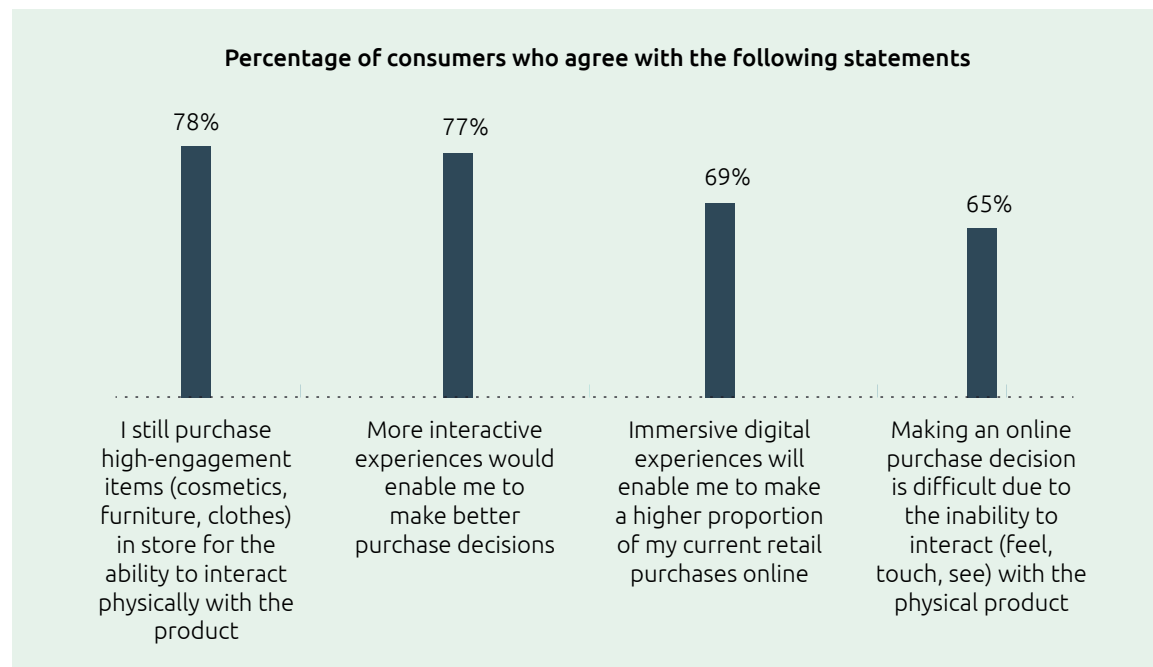 Percentage of consumers who agree with the following statements
78%
77%
69%
65%
I still purchase
high-engagement
items (cosmetics,
furniture, clothes)
in store for the
ability to interact
physically with the
product
More interactive
experiences would
enable me to
make better
purchase decisions
Immersive digital
experiences will
enable me to make
a higher proportion
of my current retail
purchases online
Making an online
purchase decision
is difficult due to
the inability to
interact (feel,
touch, see) with the
physical product